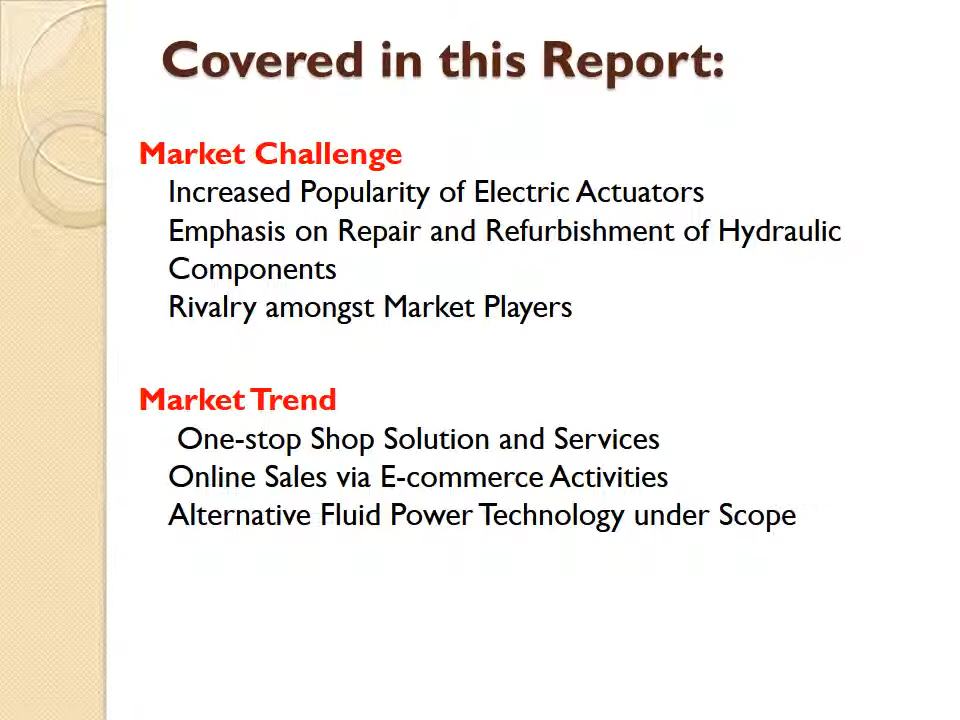 Covered in this Report:
Market Challenge
Increased Popularity of Electric Actuators
Emphasis on Repair and Refurbishment of Hydraulic
Components
Rivalry amongst Market Players
Market Trend
One-stop Shop Solution and Services
Online Sales via E-commerce Activities
Alternative Fluid Power Technology under Scope